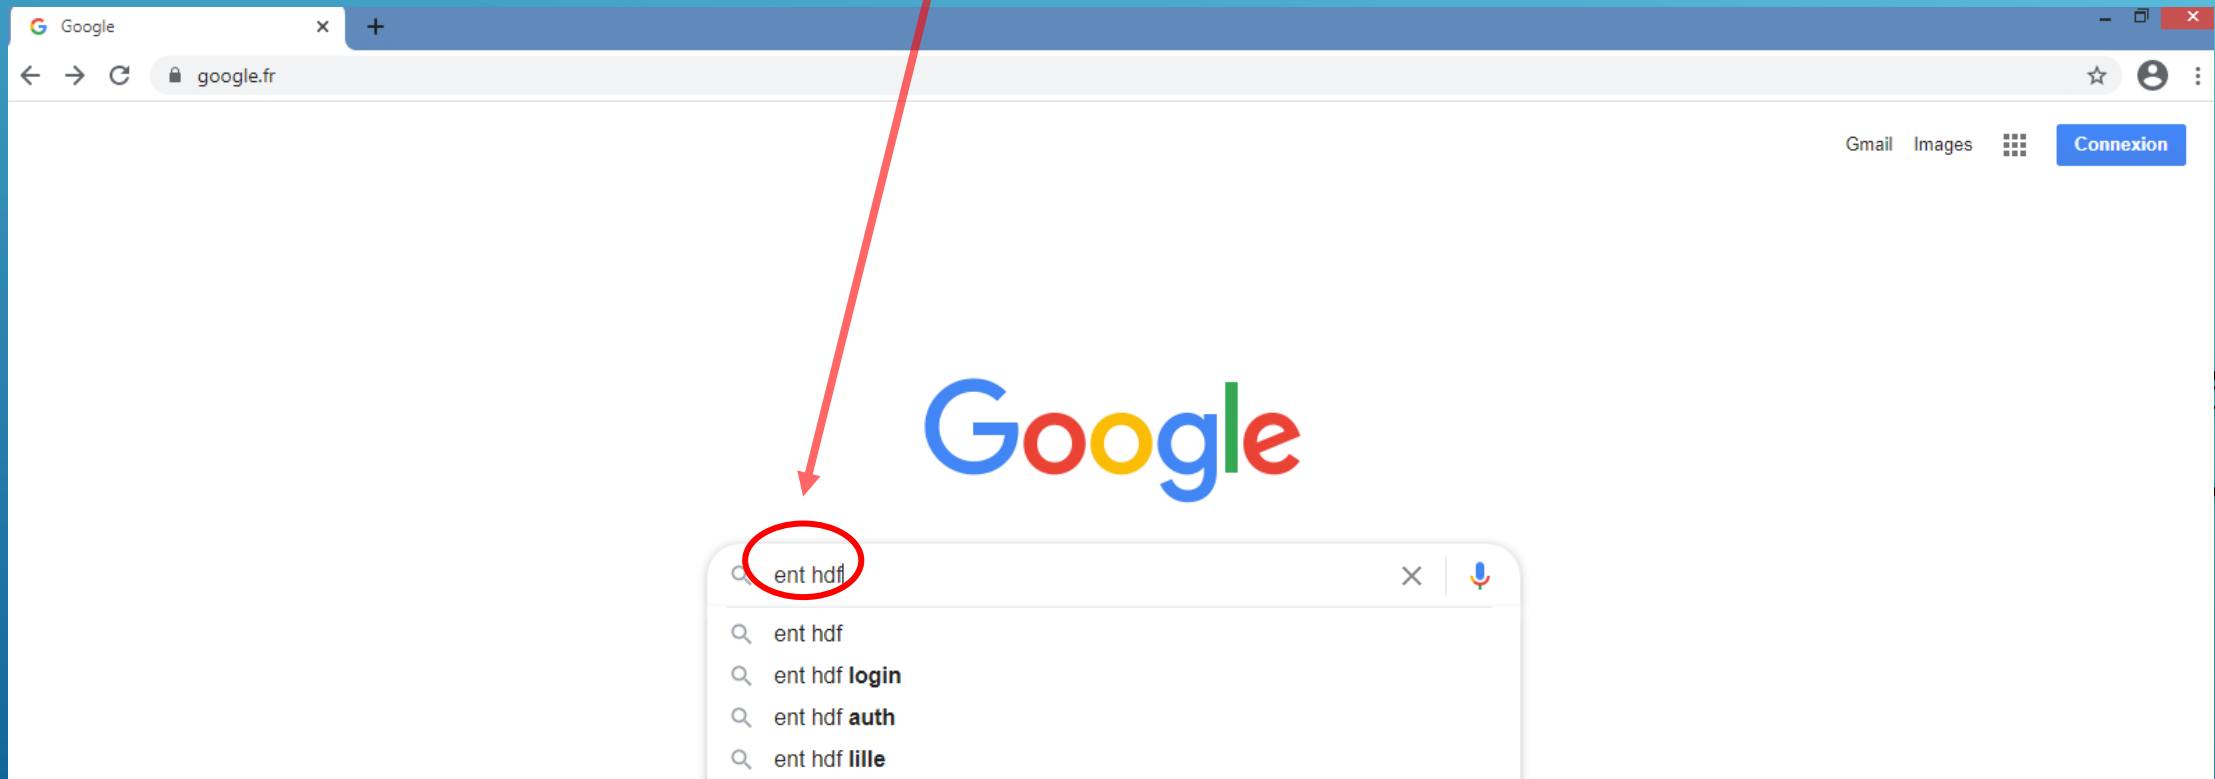 Google
google.fr
Gmail Images Connexion
Google
ent hdf
ent hdf
ent hdf login
ent hdf auth
ent hdf lille